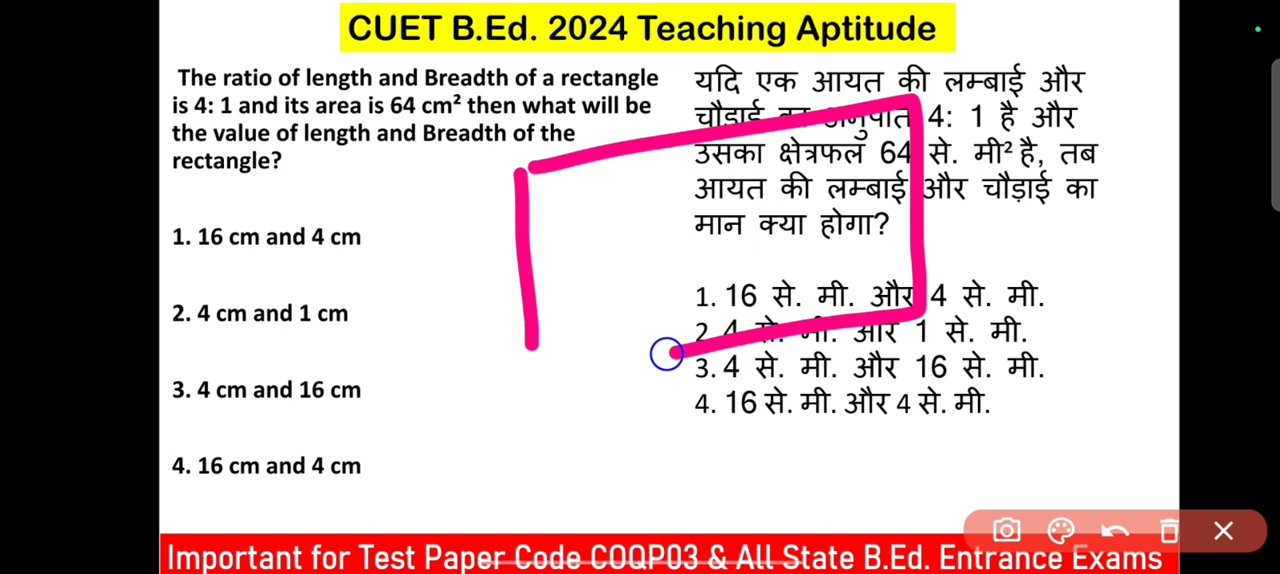 CUET B.Ed. 2024 Teaching Aptitude
The ratio of length and Breadth of a rectangle
is 4: 1 and its area is 64 cm² then what will be
the value of length and Breadth of the
rectangle?
1. 16 cm and 4 cm
2. 4 cm and 1 cm
3. 4 cm and 16 cm
4. 16 cm and 4 cm
यदि एक आयत की लम्बाई और
चौड़ाई का अनुपात 4: 1 है और
उसका क्षेत्रफल 64 से. मी² है, तब
आयत की लम्बाई और चौड़ाई का
मान क्या होगा?
1. 16 से. मी. और 4 से. मी.
2. 4 से. मी. और 1 से. मी.
3. 4 से. मी. और 16 से. मी.
4. 16 से. मी. और 4 से. मी.
Important for Test Paper Code COQP03 & All State B.Ed. Entrance Exams